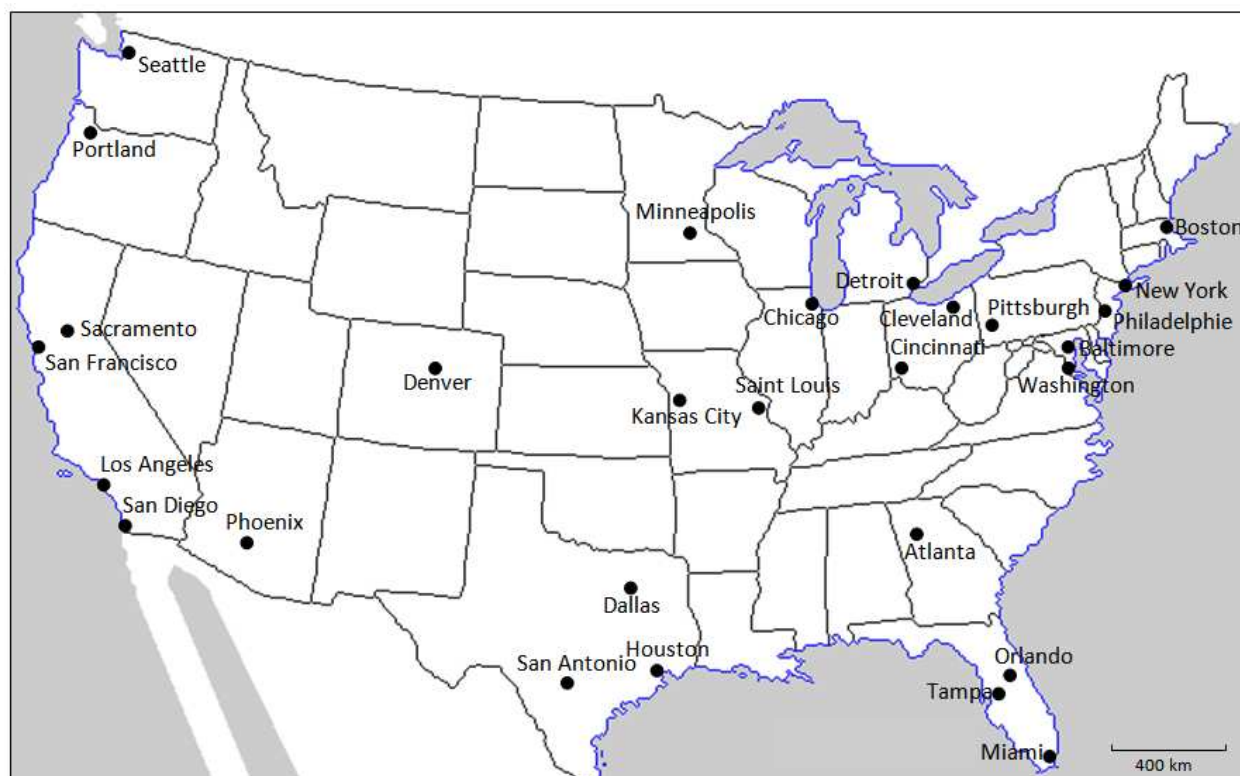 Seattle
Portland
Minneapolis
Boston
Detroit
New York
Chicago
Cleveland
Pittsburgh
Philadelphie
Sacramento
San Francisco
Cincinnati
Baltimore
Denver
Washington
Saint Louis
Kansas City
Los Angeles
San Diego
Phoenix
Atlanta
Dallas
Houston
San Antonio
Orlando
Tampa
Miami
400 km